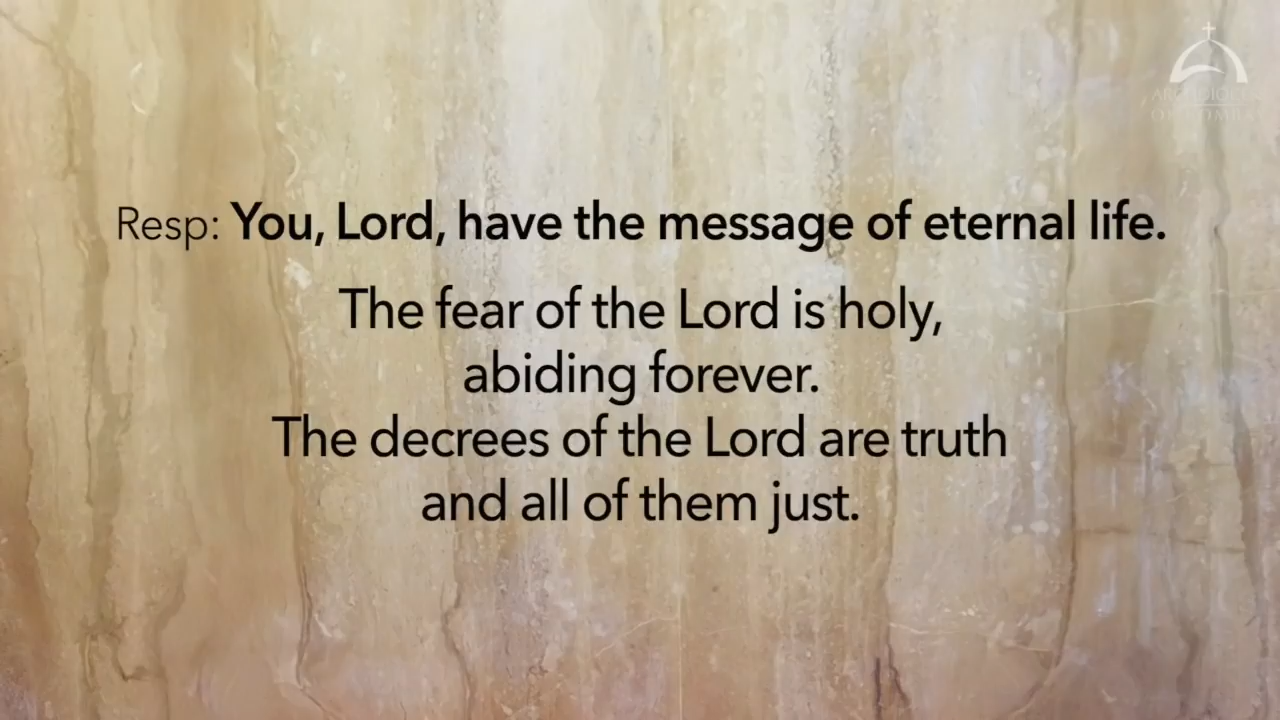 Resp: You, Lord, have the message of eternal life.
The fear of the Lord is holy,
abiding forever.
The decrees of the Lord are truth
and all of them just.